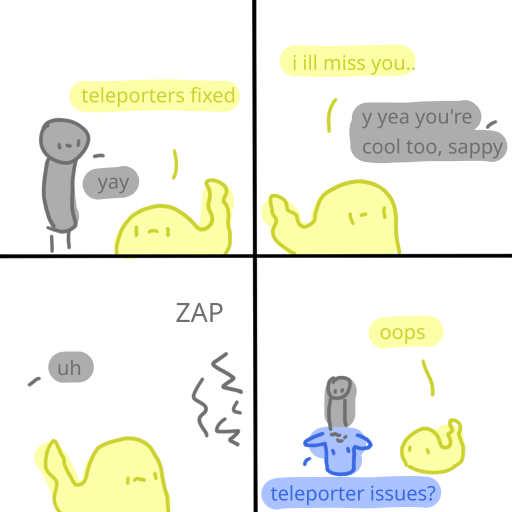 teleporters fixed
yay
i ill miss you..
y yea you're
cool too, sappy
ZAP
uh
oops
teleporter issues?